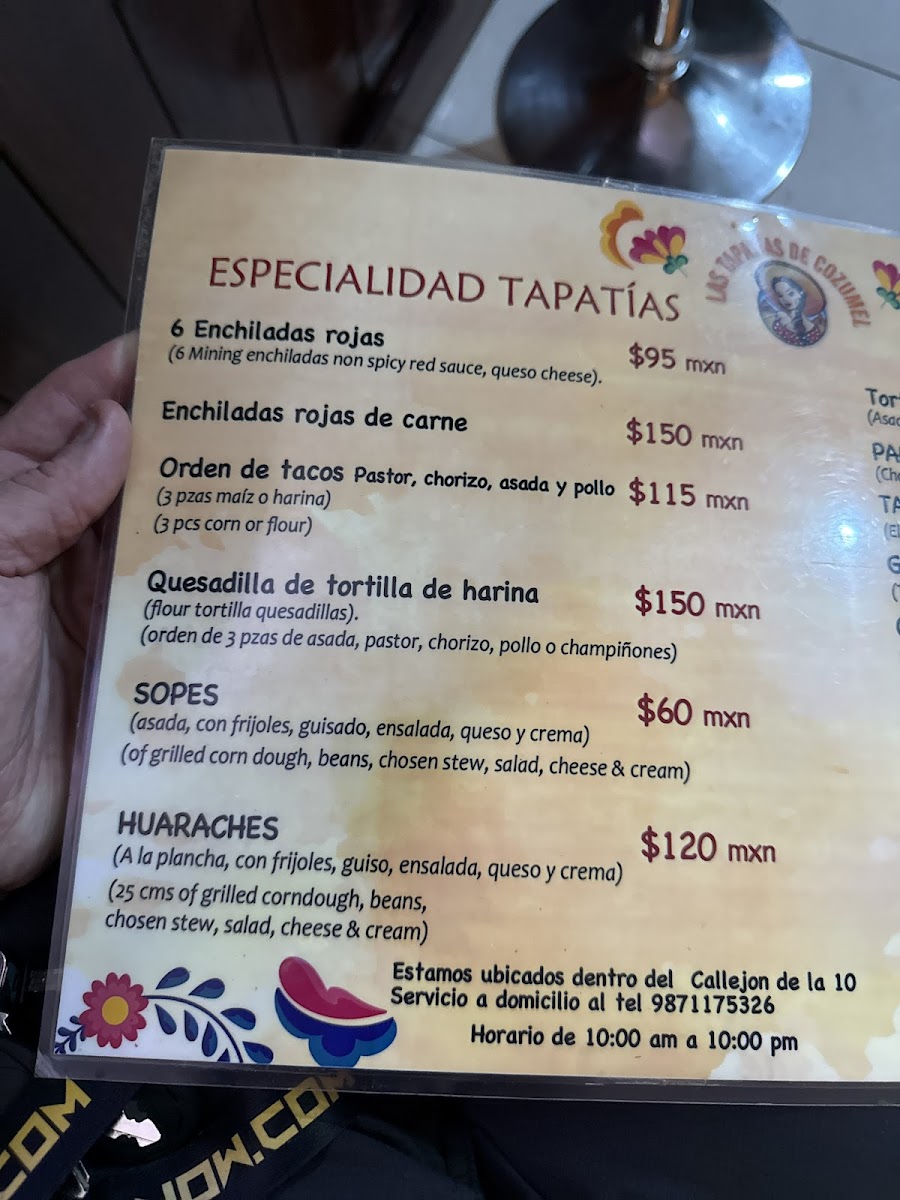 ESPECIALIDAD TAPATÍAS
LAS TAPATIAS DE COZUMEL
6 Enchiladas rojas $95 mxn
(6 Mining enchiladas non spicy red sauce, queso cheese).
Enchiladas rojas de carne $150 mxn
Orden de tacos Pastor, chorizo, asada y pollo $115 mxn
(3 pzas maíz o harina)
(3 pcs corn or flour)
Quesadilla de tortilla de harina $150 mxn
(flour tortilla quesadillas).
(orden de 3 pzas de asada, pastor, chorizo, pollo o champiñones)
SOPES $60 mxn
(asada, con frijoles, guisado, ensalada, queso y crema)
(of grilled corn dough, beans, chosen stew, salad, cheese & cream)
HUARACHES $120 mxn
(A la plancha, con frijoles, guiso, ensalada, queso y crema)
(25 cms of grilled corndough, beans,
chosen stew, salad, cheese & cream)
Estamos ubicados dentro del Callejon de la 10
Servicio a domicilio al tel 9871175326
Horario de 10:00 am a 10:00 pm
.COM